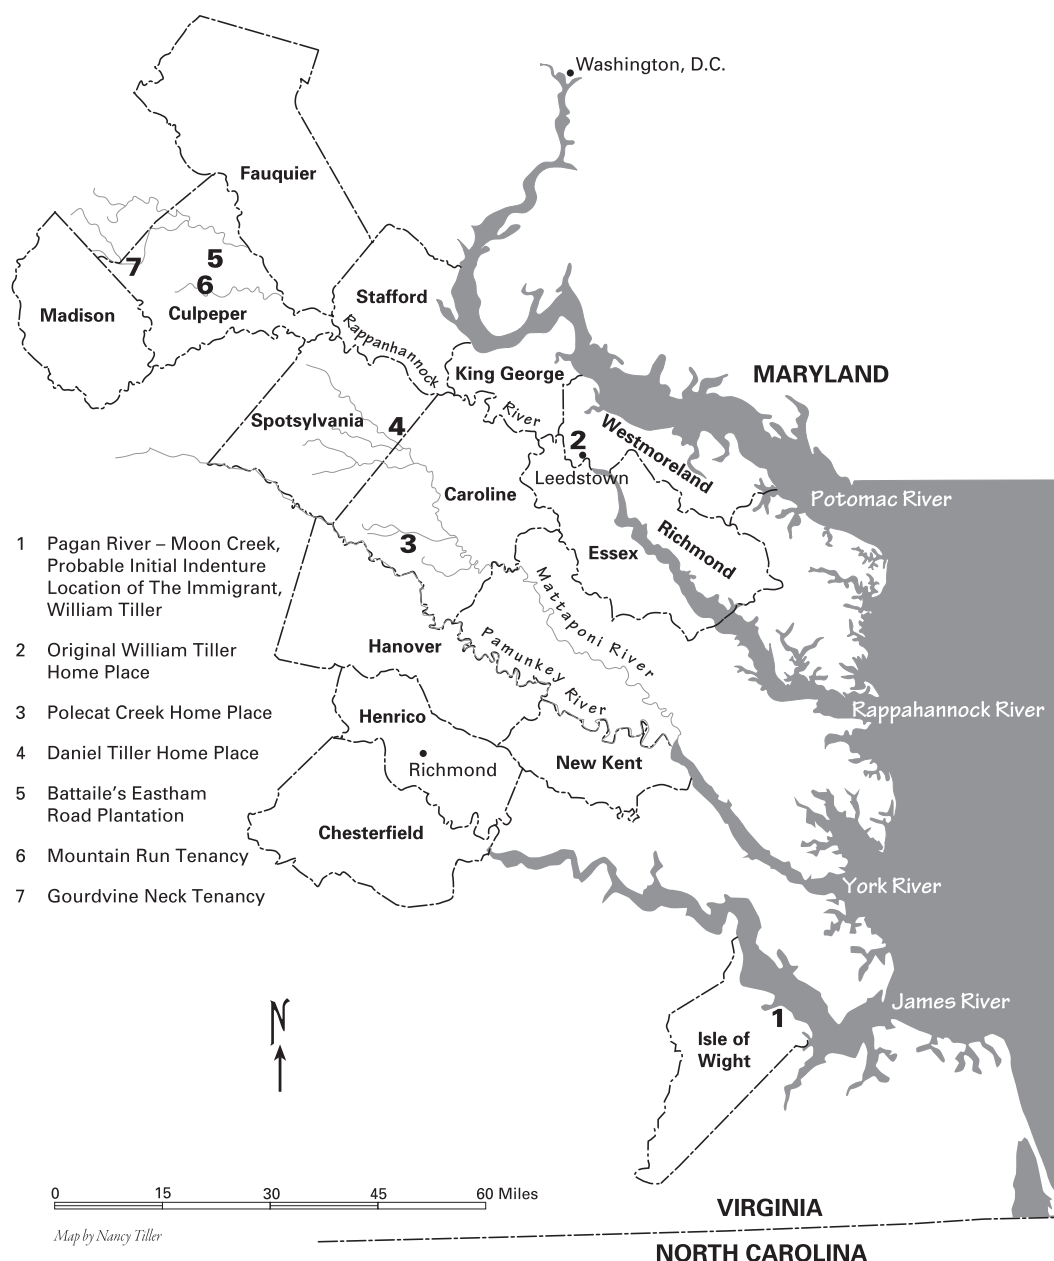 Washington, D.C.
Fauquier
5
7
6
Stafford
Madison
Culpeper
Rappanhannock
King George
MARYLAND
River
Spotsylvania
4
2
Westmoreland
Leedstown
Caroline
Potomac River
Richmond
3
Essex
1 Pagan River – Moon Creek,
Probable Initial Indenture
Location of The Immigrant,
William Tiller
2 Original William Tiller
Home Place
3 Polecat Creek Home Place
4 Daniel Tiller Home Place
5 Battaile's Eastham
Road Plantation
6 Mountain Run Tenancy
7 Gourdvine Neck Tenancy
Mattaponi River
Hanover
Pamunkey River
Henrico
Rappahannock River
New Kent
Richmond
Chesterfield
York River
N
James River
1
Isle of
Wight
0 15 30 45 60 Miles
VIRGINIA
Map by Nancy Tiller
NORTH CAROLINA